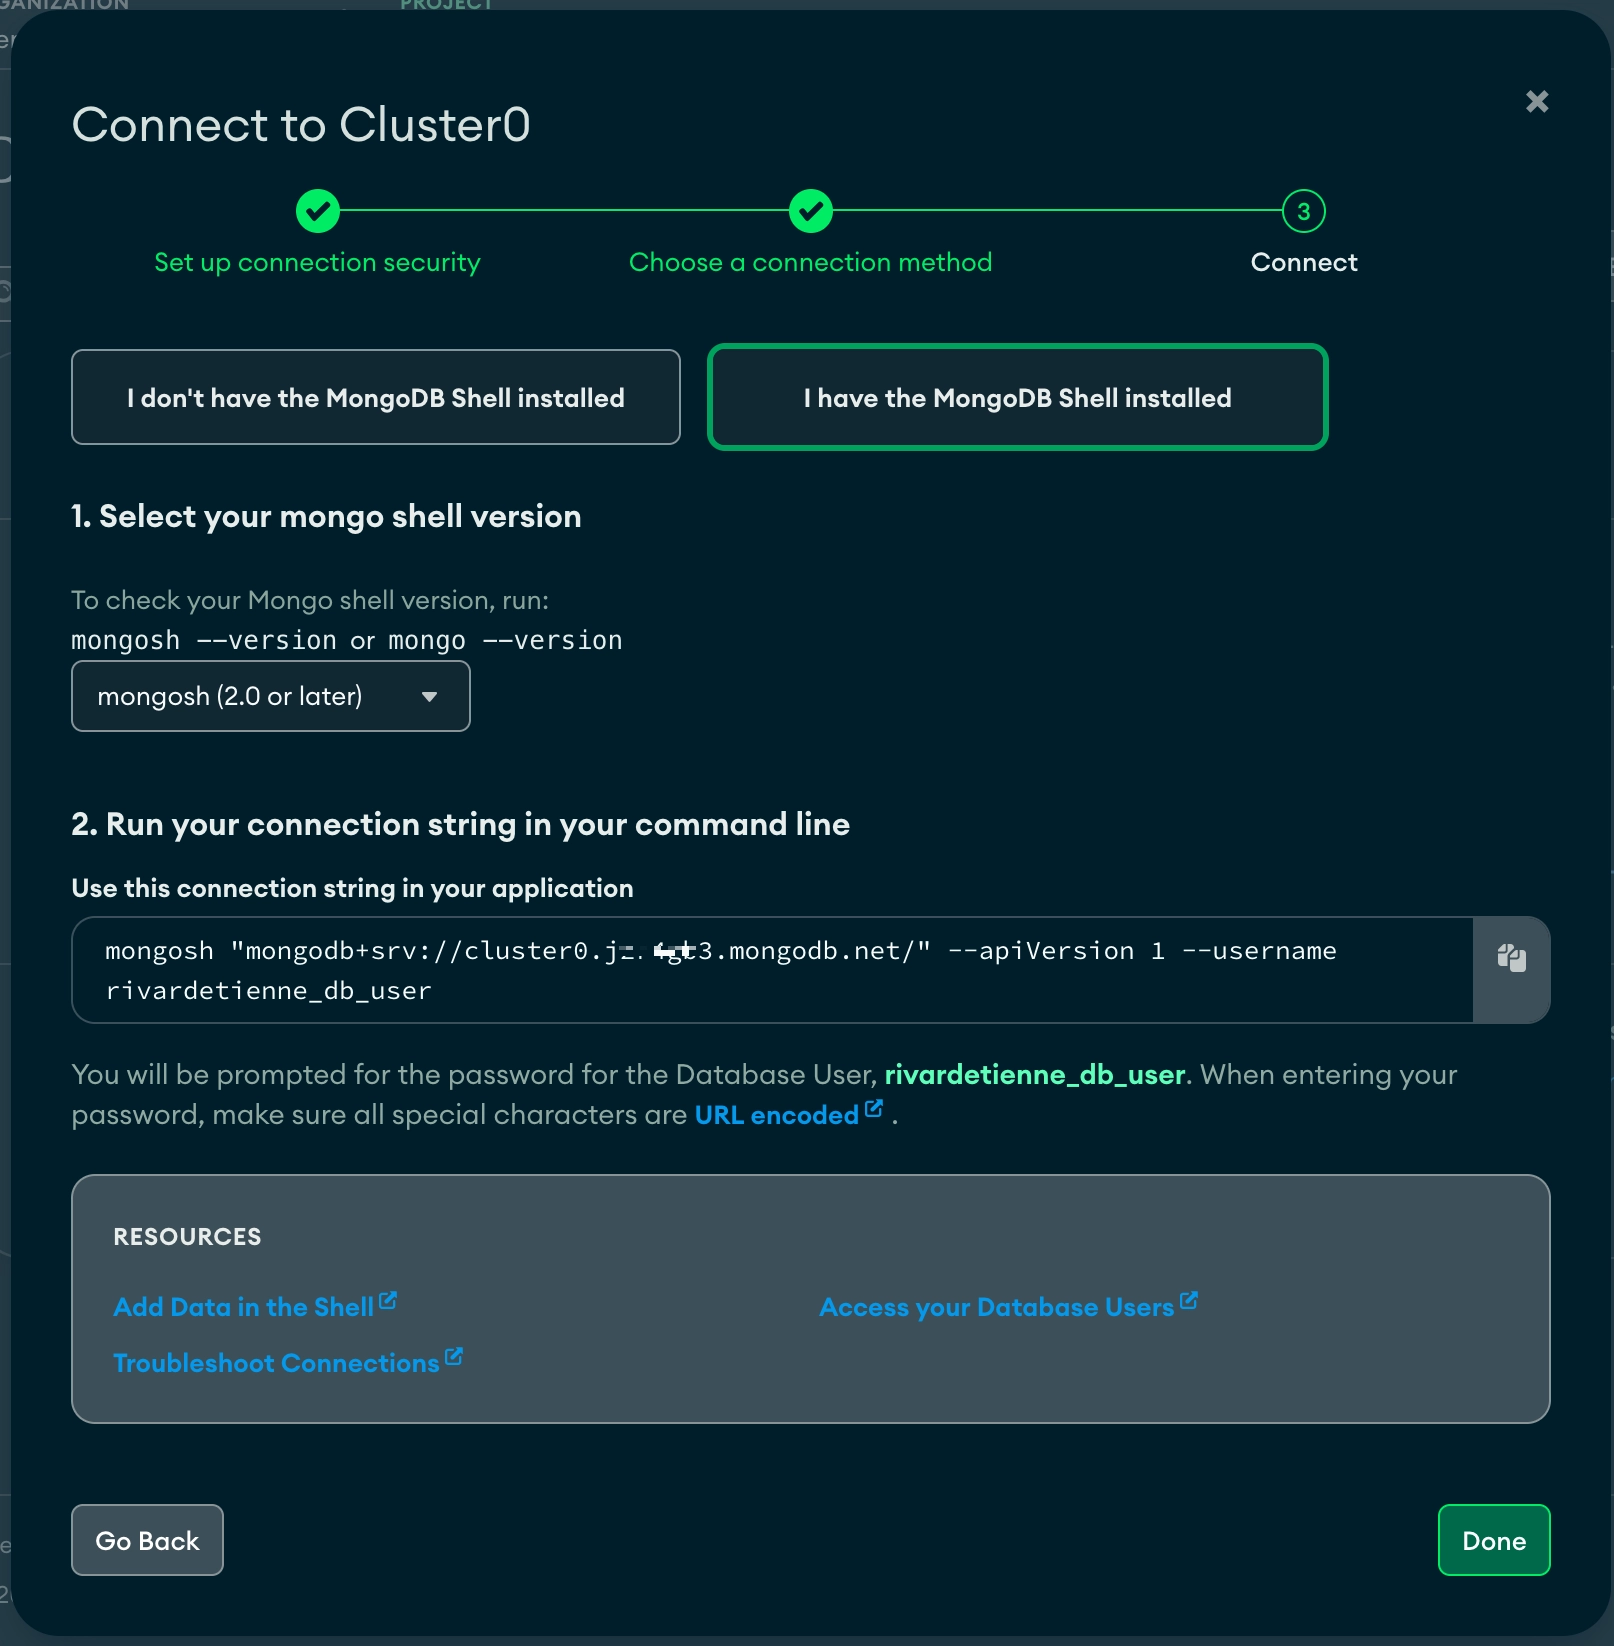 PROJECT
Connect to Cluster0
Set up connection security
Choose a connection method
3
Connect
I don't have the MongoDB Shell installed
I have the MongoDB Shell installed
1. Select your mongo shell version
To check your Mongo shell version, run:
mongosh --version or mongo --version
mongosh (2.0 or later)
2. Run your connection string in your command line
Use this connection string in your application
mongosh "mongodb+srv://cluster0. .mongodb.net/" --apiVersion 1 --username
rivardetienne_db_user
You will be prompted for the password for the Database User, rivardetienne_db_user. When entering your
password, make sure all special characters are URL encoded .
RESOURCES
Add Data in the Shell
Access your Database Users
Troubleshoot Connections
Go Back
Done